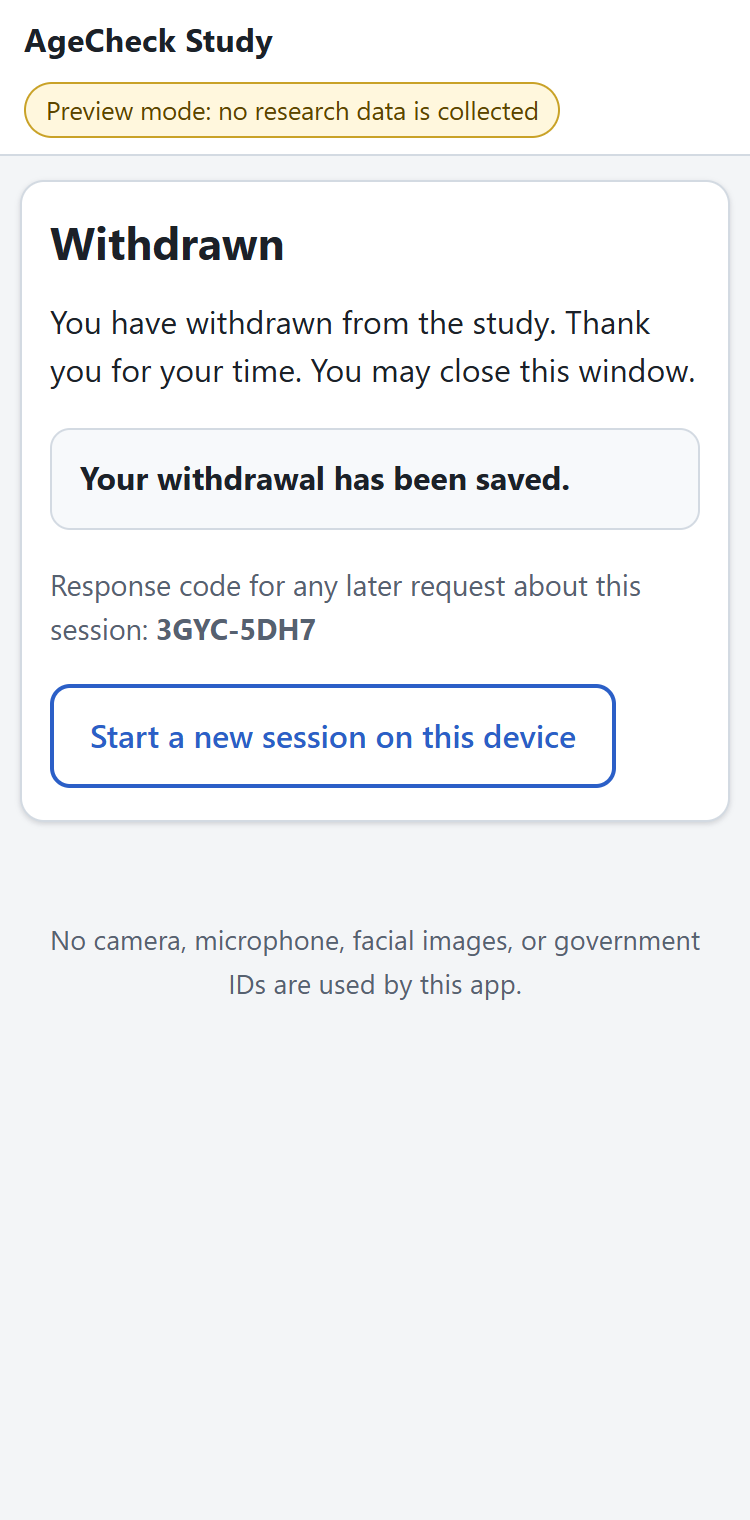 AgeCheck Study
Preview mode: no research data is collected
Withdrawn
You have withdrawn from the study. Thank
you for your time. You may close this window.
Your withdrawal has been saved.
Response code for any later request about this
session: 3GYC-5DH7
Start a new session on this device
No camera, microphone, facial images, or government
IDs are used by this app.